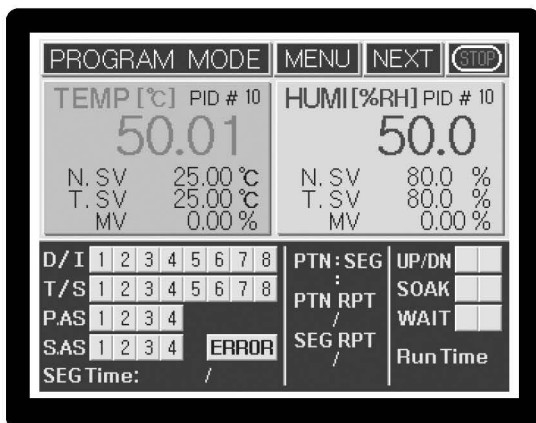 PROGRAM MODE MENU NEXT STOP
TEMP[℃] PID # 10
50.01
N. SV 25.00 ℃
T. SV 25.00 ℃
MV 0.00 %
HUMI[%RH] PID # 10
50.0
N. SV 80.0 %
T. SV 80.0 %
MV 0.00 %
D/I 1 2 3 4 5 6 7 8
T/S 1 2 3 4 5 6 7 8
P.AS 1 2 3 4
S.AS 1 2 3 4 ERROR
SEG Time: /
PTN:SEG
:
PTN RPT
/
SEG RPT
/
UP/DN
SOAK
WAIT
Run Time